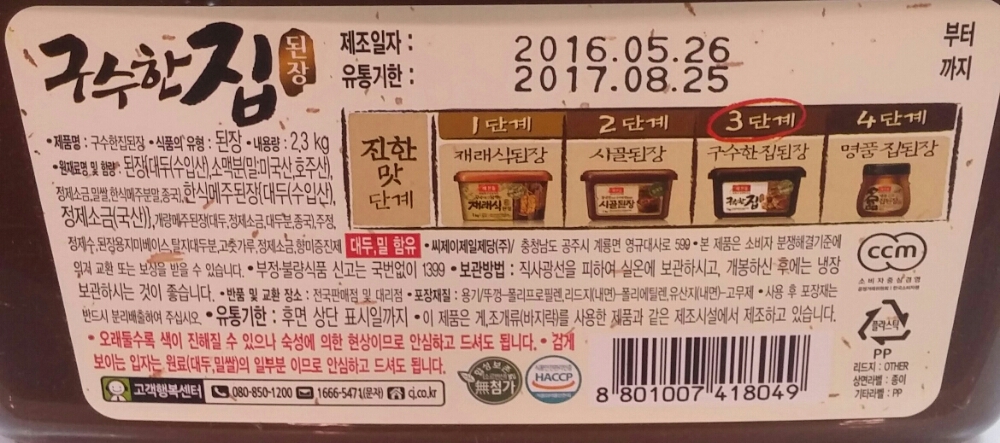 구수한집 된장
제조일자 : 2016.05.26 부터
유통기한 : 2017.08.25 까지
진한 맛 단계
1단계 2단계 3단계 4단계
재래식된장 사골된장 구수한집된장 명품집된장
•제품명 : 구수한집된장 •식품의 유형 : 된장 •내용량 : 2,3 kg
•원재료명 및 함량 : 된장{대두(수입산),소맥분(밀:미국산,호주산),
정제소금,밀쌀,한식메주분말,종국},한식메주된장{대두(수입산),
정제소금(국산)},개량메주된장(대두,정제소금,대두분,종국,주정,
정제수,된장용지미베이스,탈지대두분,고추가루,정제소금,향미증진제 대두,밀 함유 •씨제이제일제당(주)/ 충청남도 공주시 계룡면 영규대사로 599 •본 제품은 소비자 분쟁해결기준에
의거 교환 또는 보상을 받을 수 있습니다. •부정·불량식품 신고는 국번없이 1399 •보관방법 : 직사광선을 피하여 실온에 보관하시고, 개봉하신 후에는 냉장
보관하시는 것이 좋습니다. •반품 및 교환 장소 : 전국판매점 및 대리점 •포장재질 : 용기/뚜껑-폴리프로필렌,리드지(내면)-폴리에틸렌,유산지(내면)-고무제 •사용 후 포장재는
반드시 분리배출하여 주십시오. •유통기한 : 후면 상단 표시일까지 •이 제품은 게,조개류(바지락)를 사용한 제품과 같은 제조시설에서 제조하고 있습니다.
•오래둘수록 색이 진해질 수 있으나 숙성에 의한 현상이므로 안심하고 드셔도 됩니다. •검게
보이는 입자는 원료(대두,밀쌀)의 일부분 이므로 안심하고 드셔도 됩니다.
고객행복센터 080-850-1200 1666-5471(문자) cj.co.kr
합성보존료 無첨가
HACCP
8 801007 418049
ccm
소비자중심경영
플라스틱
PP
리드지 : OTHER
상면라벨 : 종이
기타라벨 : PP